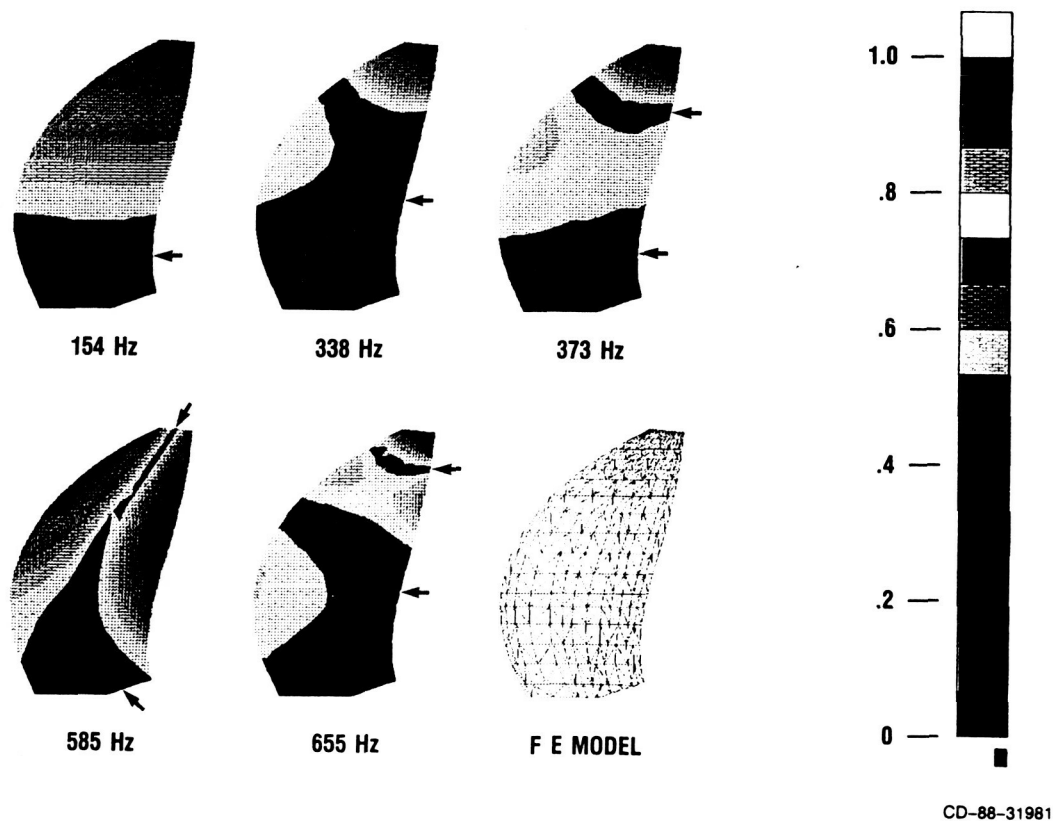 154 Hz
338 Hz
373 Hz
585 Hz
655 Hz
F E MODEL
1.0
.8
.6
.4
.2
0
CD-88-31981